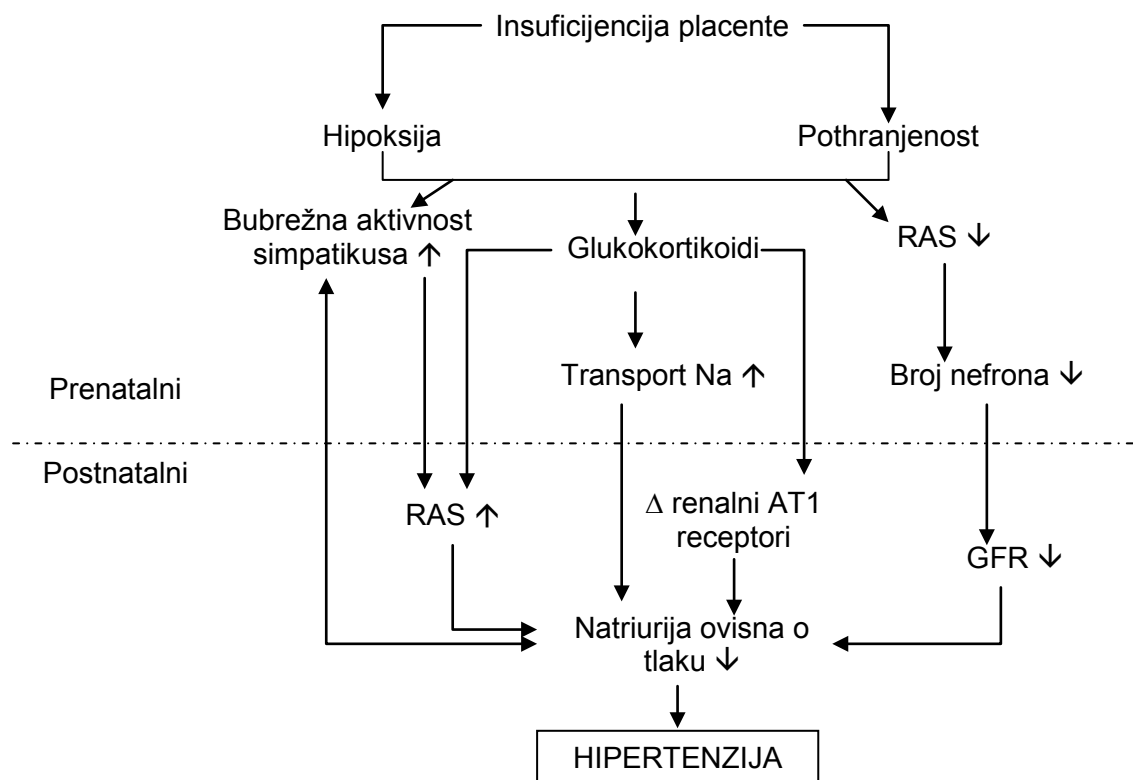 Insuficijencija placente
Hipoksija
Pothranjenost
Bubrežna aktivnost
simpatikusa ↑
Glukokortikoidi
RAS ↓
Transport Na ↑
Broj nefrona ↓
Prenatalni
Postnatalni
RAS ↑
Δ renalni AT1
receptori
GFR ↓
Natriurija ovisna o
tlaku ↓
HIPERTENZIJA